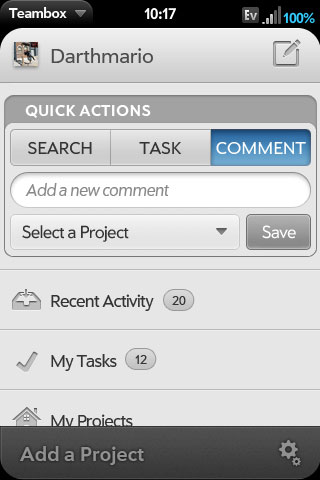 Teambox 10:17 Ev 100%
Darthmario
QUICK ACTIONS
SEARCH TASK COMMENT
Add a new comment
Select a Project Save
Recent Activity 20
My Tasks 12
My Projects
Add a Project